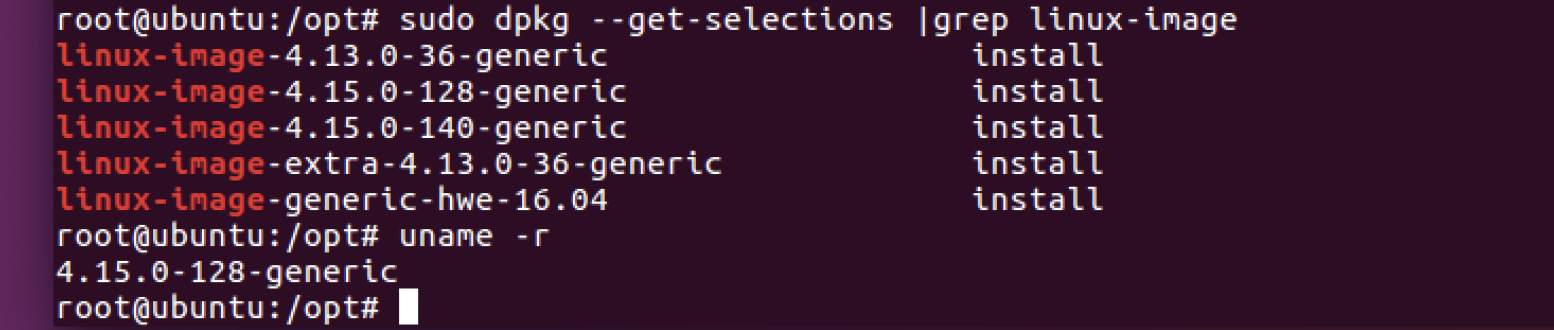 root@ubuntu:/opt# sudo dpkg --get-selections |grep linux-image
linux-image-4.13.0-36-generic                   install
linux-image-4.15.0-128-generic                  install
linux-image-4.15.0-140-generic                  install
linux-image-extra-4.13.0-36-generic             install
linux-image-generic-hwe-16.04                   install
root@ubuntu:/opt# uname -r
4.15.0-128-generic
root@ubuntu:/opt#